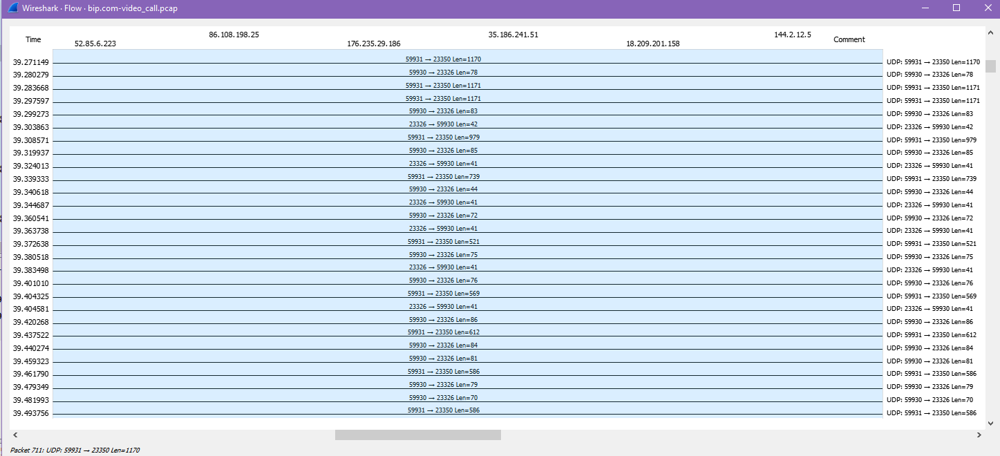 Wireshark · Flow · bip.com-video_call.pcap
86.108.198.25 35.186.241.51 144.2.12.5
Time 52.85.6.223 176.235.29.186 18.209.201.158 Comment
39.271149 59931 → 23350 Len=1170 UDP: 59931 → 23350 Len=1170
39.280279 59930 → 23326 Len=78 UDP: 59930 → 23326 Len=78
39.283668 59931 → 23350 Len=1171 UDP: 59931 → 23350 Len=1171
39.297597 59931 → 23350 Len=1171 UDP: 59931 → 23350 Len=1171
39.299273 59930 → 23326 Len=83 UDP: 59930 → 23326 Len=83
39.303863 23326 → 59930 Len=42 UDP: 23326 → 59930 Len=42
39.308571 59931 → 23350 Len=979 UDP: 59931 → 23350 Len=979
39.319937 59930 → 23326 Len=85 UDP: 59930 → 23326 Len=85
39.324013 23326 → 59930 Len=41 UDP: 23326 → 59930 Len=41
39.339333 59931 → 23350 Len=739 UDP: 59931 → 23350 Len=739
39.340618 59930 → 23326 Len=44 UDP: 59930 → 23326 Len=44
39.344687 23326 → 59930 Len=41 UDP: 23326 → 59930 Len=41
39.360541 59930 → 23326 Len=72 UDP: 59930 → 23326 Len=72
39.363738 23326 → 59930 Len=41 UDP: 23326 → 59930 Len=41
39.372638 59931 → 23350 Len=521 UDP: 59931 → 23350 Len=521
39.380518 59930 → 23326 Len=75 UDP: 59930 → 23326 Len=75
39.383498 23326 → 59930 Len=41 UDP: 23326 → 59930 Len=41
39.401010 59930 → 23326 Len=76 UDP: 59930 → 23326 Len=76
39.404325 59931 → 23350 Len=569 UDP: 59931 → 23350 Len=569
39.404581 23326 → 59930 Len=41 UDP: 23326 → 59930 Len=41
39.420268 59930 → 23326 Len=86 UDP: 59930 → 23326 Len=86
39.437522 59931 → 23350 Len=612 UDP: 59931 → 23350 Len=612
39.440274 59930 → 23326 Len=84 UDP: 59930 → 23326 Len=84
39.459323 59930 → 23326 Len=81 UDP: 59930 → 23326 Len=81
39.461790 59931 → 23350 Len=586 UDP: 59931 → 23350 Len=586
39.479349 59930 → 23326 Len=79 UDP: 59930 → 23326 Len=79
39.481993 59930 → 23326 Len=70 UDP: 59930 → 23326 Len=70
39.493756 59931 → 23350 Len=586 UDP: 59931 → 23350 Len=586
Packet 711: UDP: 59931 → 23350 Len=1170